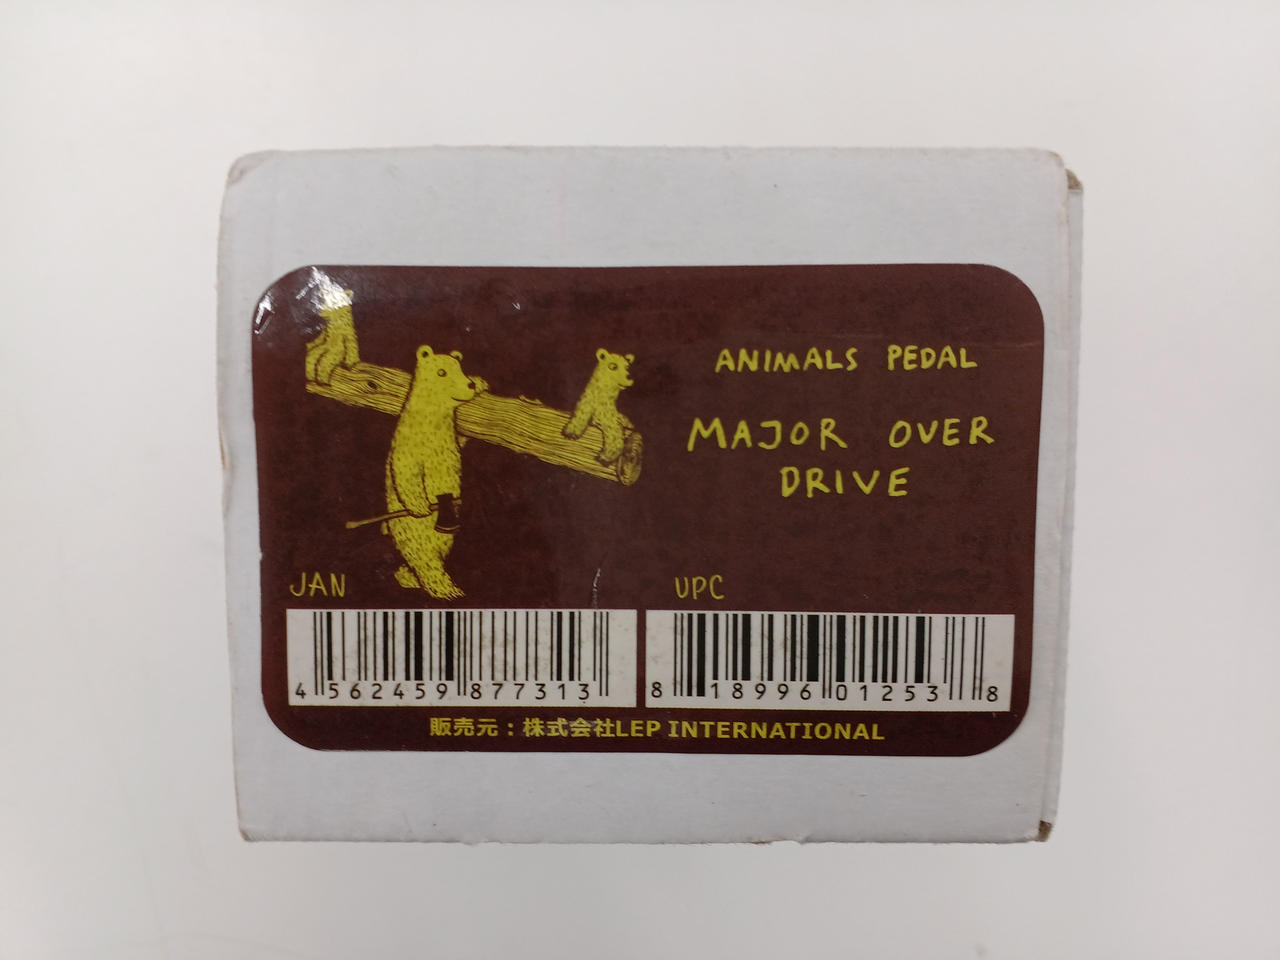 ANIMALS PEDAL
MAJOR OVER
DRIVE
JAN
UPC
4 562459 877313
8 18996 01253 8
販売元：株式会社LEP INTERNATIONAL